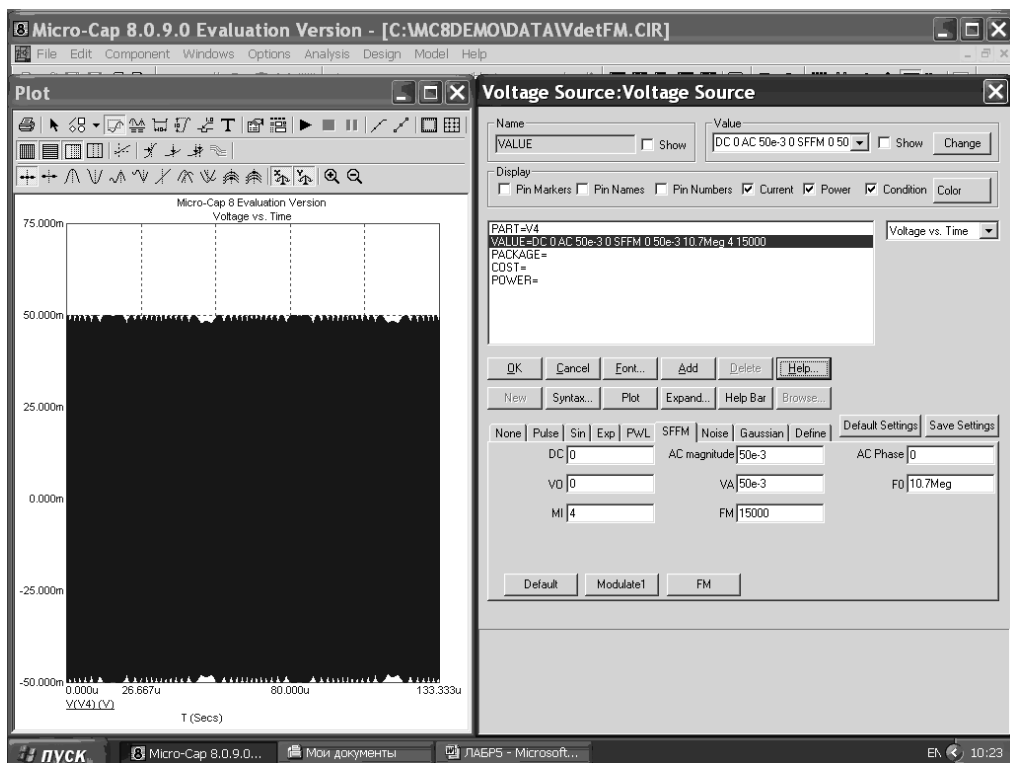 Micro-Cap 8.0.9.0 Evaluation Version - [C:\MC8DEMO\DATA\VdetFM.CIR]
File Edit Component Windows Options Analysis Design Model Help
Plot
Micro-Cap 8 Evaluation Version
Voltage vs. Time
75.000m
50.000m
25.000m
0.000m
-25.000m
-50.000m
0.000u 26.667u 80.000u 133.333u
V(V4) (V)
T (Secs)
Voltage Source:Voltage Source
Name
VALUE
Show
Value
DC 0 AC 50e-3 0 SFFM 0 50
Show
Change
Display
Pin Markers Pin Names Pin Numbers Current Power Condition Color
PART=V4
VALUE=DC 0 AC 50e-3 0 SFFM 0 50e-3 10.7Meg 4 15000
PACKAGE=
COST=
POWER=
Voltage vs. Time
OK Cancel Font... Add Delete Help...
New Syntax... Plot Expand... Help Bar Browse...
Default Settings Save Settings
None Pulse Sin Exp PWL SFFM Noise Gaussian Define
DC 0 AC magnitude 50e-3 AC Phase 0
VO 0 VA 50e-3 F0 10.7Meg
MI 4 FM 15000
Default Modulate1 FM
пуск Micro-Cap 8.0.9.0... Мои документы ЛАБР5 - Microsoft... EN 10:23